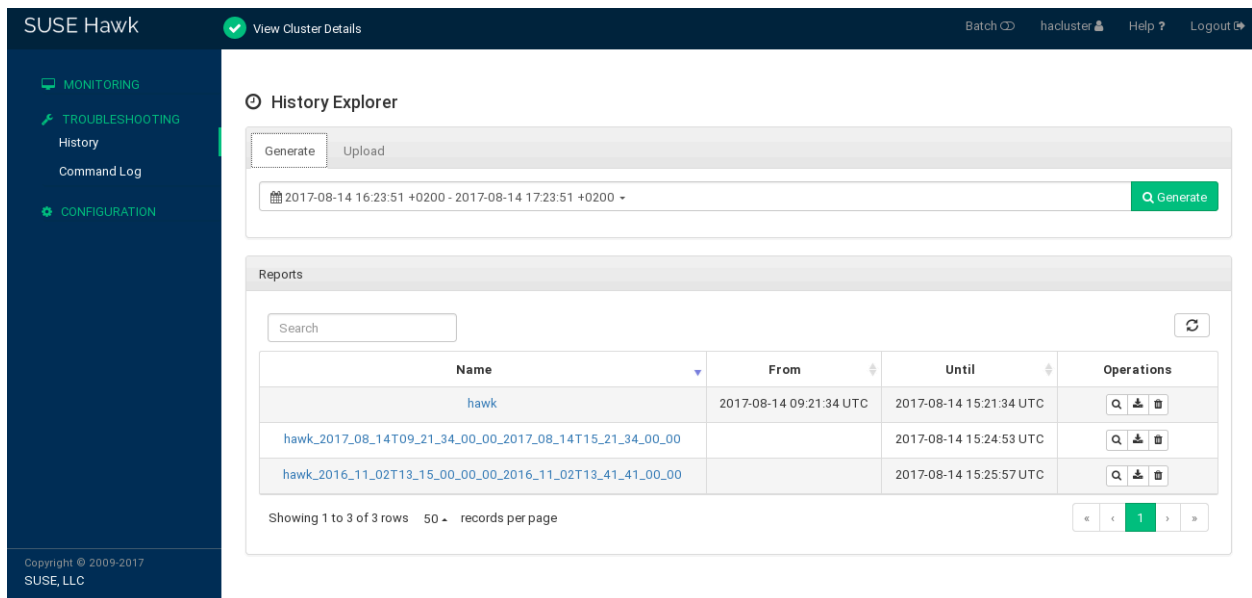 SUSE Hawk
View Cluster Details
Batch
hacluster
Help ?
Logout
MONITORING
TROUBLESHOOTING
History
Command Log
CONFIGURATION
History Explorer
Generate
Upload
2017-08-14 16:23:51 +0200 - 2017-08-14 17:23:51 +0200
Generate
Reports
Search
Name From Until Operations
hawk 2017-08-14 09:21:34 UTC 2017-08-14 15:21:34 UTC
hawk_2017_08_14T09_21_34_00_00_2017_08_14T15_21_34_00_00 2017-08-14 15:24:53 UTC
hawk_2016_11_02T13_15_00_00_00_2016_11_02T13_41_41_00_00 2017-08-14 15:25:57 UTC
Showing 1 to 3 of 3 rows 50 records per page
« ‹ 1 › »
Copyright © 2009-2017
SUSE, LLC